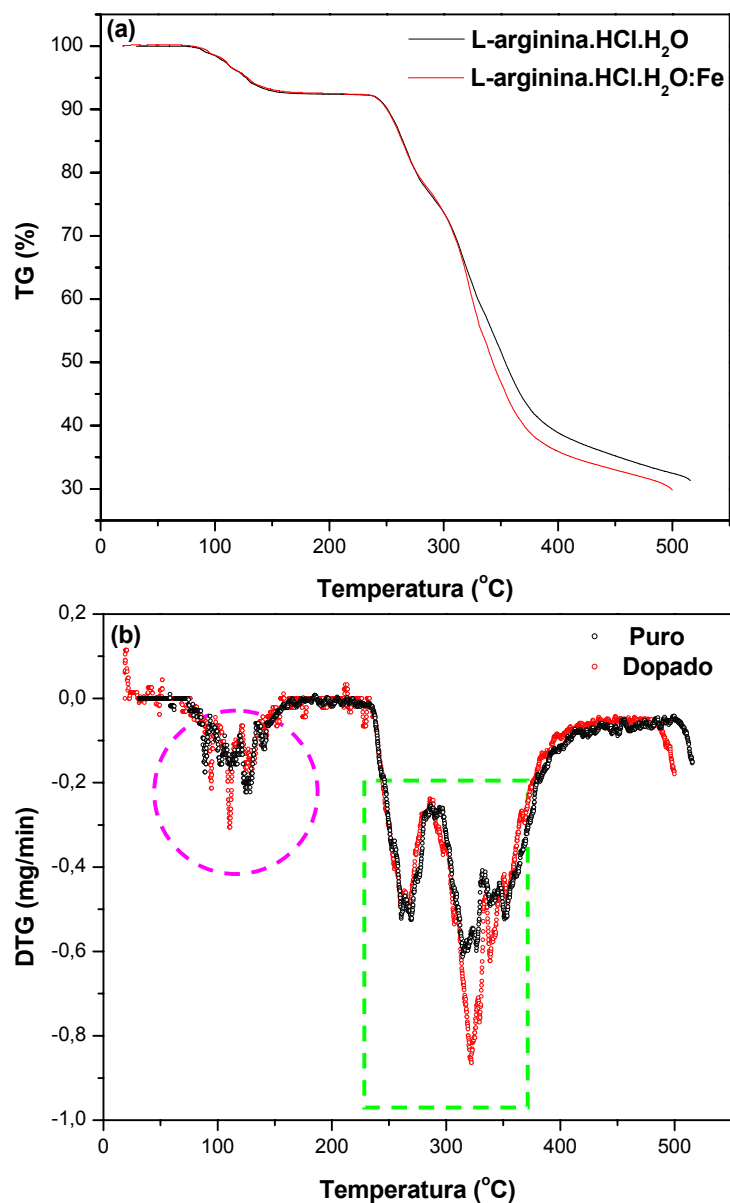 (a)
L-arginina.HCl.H₂O
L-arginina.HCl.H₂O:Fe
100
90
80
70
60
50
40
30
TG (%)
0 100 200 300 400 500
Temperatura (°C)
(b)
Puro
Dopado
0,2
0,0
-0,2
-0,4
-0,6
-0,8
-1,0
DTG (mg/min)
0 100 200 300 400 500
Temperatura (°C)